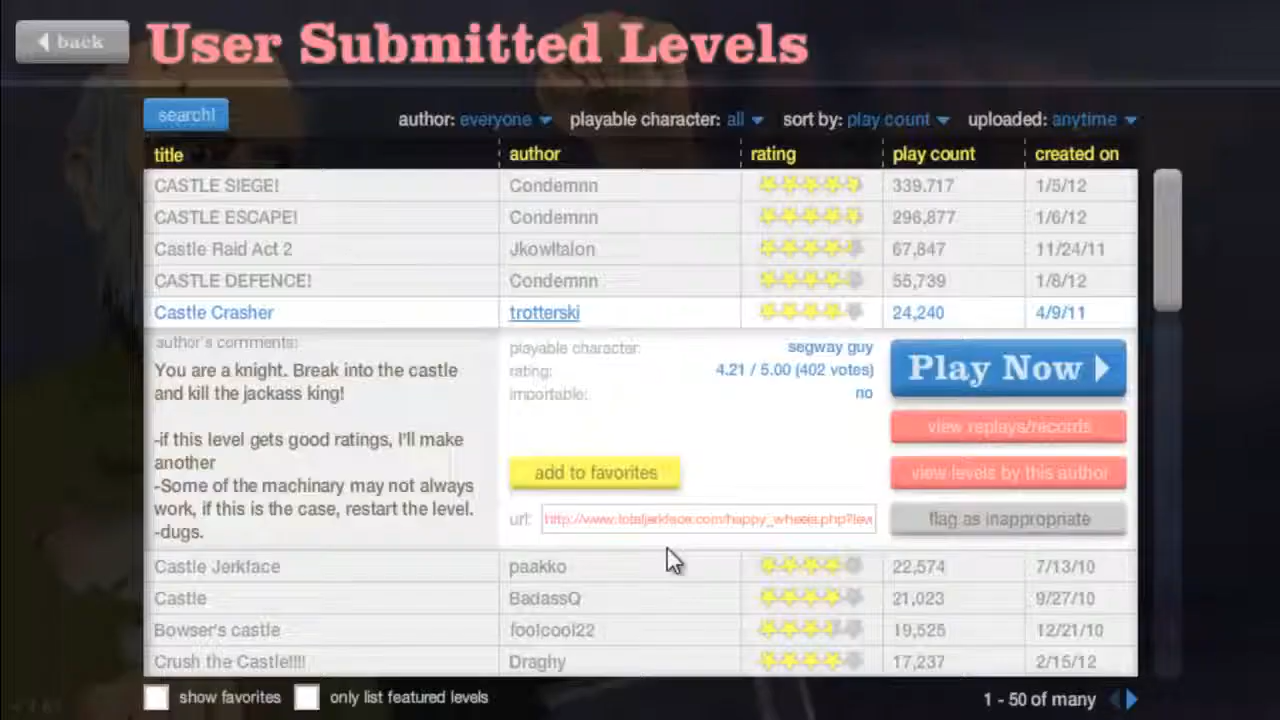 back
User Submitted Levels
search!
author: everyone playable character: all sort by: play count uploaded: anytime
title author rating play count created on
CASTLE SIEGE! Condemnn 339,717 1/5/12
CASTLE ESCAPE! Condemnn 296,877 1/6/12
Castle Raid Act 2 JkowItalon 67,847 11/24/11
CASTLE DEFENCE! Condemnn 55,739 1/8/12
Castle Crasher trotterski 24,240 4/9/11
author's comments:
You are a knight. Break into the castle
and kill the jackass king!
-if this level gets good ratings, I'll make
another
-Some of the machinary may not always
work, if this is the case, restart the level.
-dugs.
playable character: segway guy
rating: 4.21 / 5.00 (402 votes)
importable: no
add to favorites
url: http://www.totaljerkface.com/happy_wheels.php?lev
Play Now
view replays/records
view levels by this author
flag as inappropriate
Castle Jerkface paakko 22,574 7/13/10
Castle BadassQ 21,023 9/27/10
Bowser's castle foolcool22 19,525 12/21/10
Crush the Castle!!!! Draghy 17,237 2/15/12
show favorites only list featured levels 1 - 50 of many